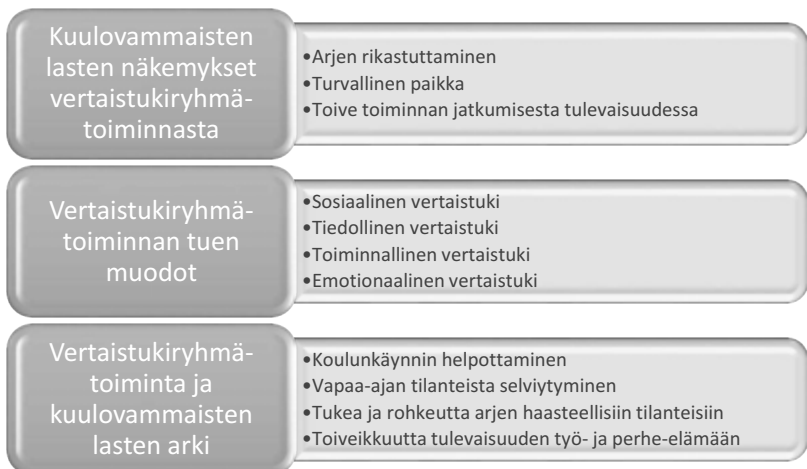 Kuulovammaisten
lasten näkemykset
vertaistukiryhmä-
toiminnasta
•Arjen rikastuttaminen
•Turvallinen paikka
•Toive toiminnan jatkumisesta tulevaisuudessa
Vertaistukiryhmä-
toiminnan tuen
muodot
•Sosiaalinen vertaistuki
•Tiedollinen vertaistuki
•Toiminnallinen vertaistuki
•Emotionaalinen vertaistuki
Vertaistukiryhmä-
toiminta ja
kuulovammaisten
lasten arki
•Koulunkäynnin helpottaminen
•Vapaa-ajan tilanteista selviytyminen
•Tukea ja rohkeutta arjen haasteellisiin tilanteisiin
•Toiveikkuutta tulevaisuuden työ- ja perhe-elämään